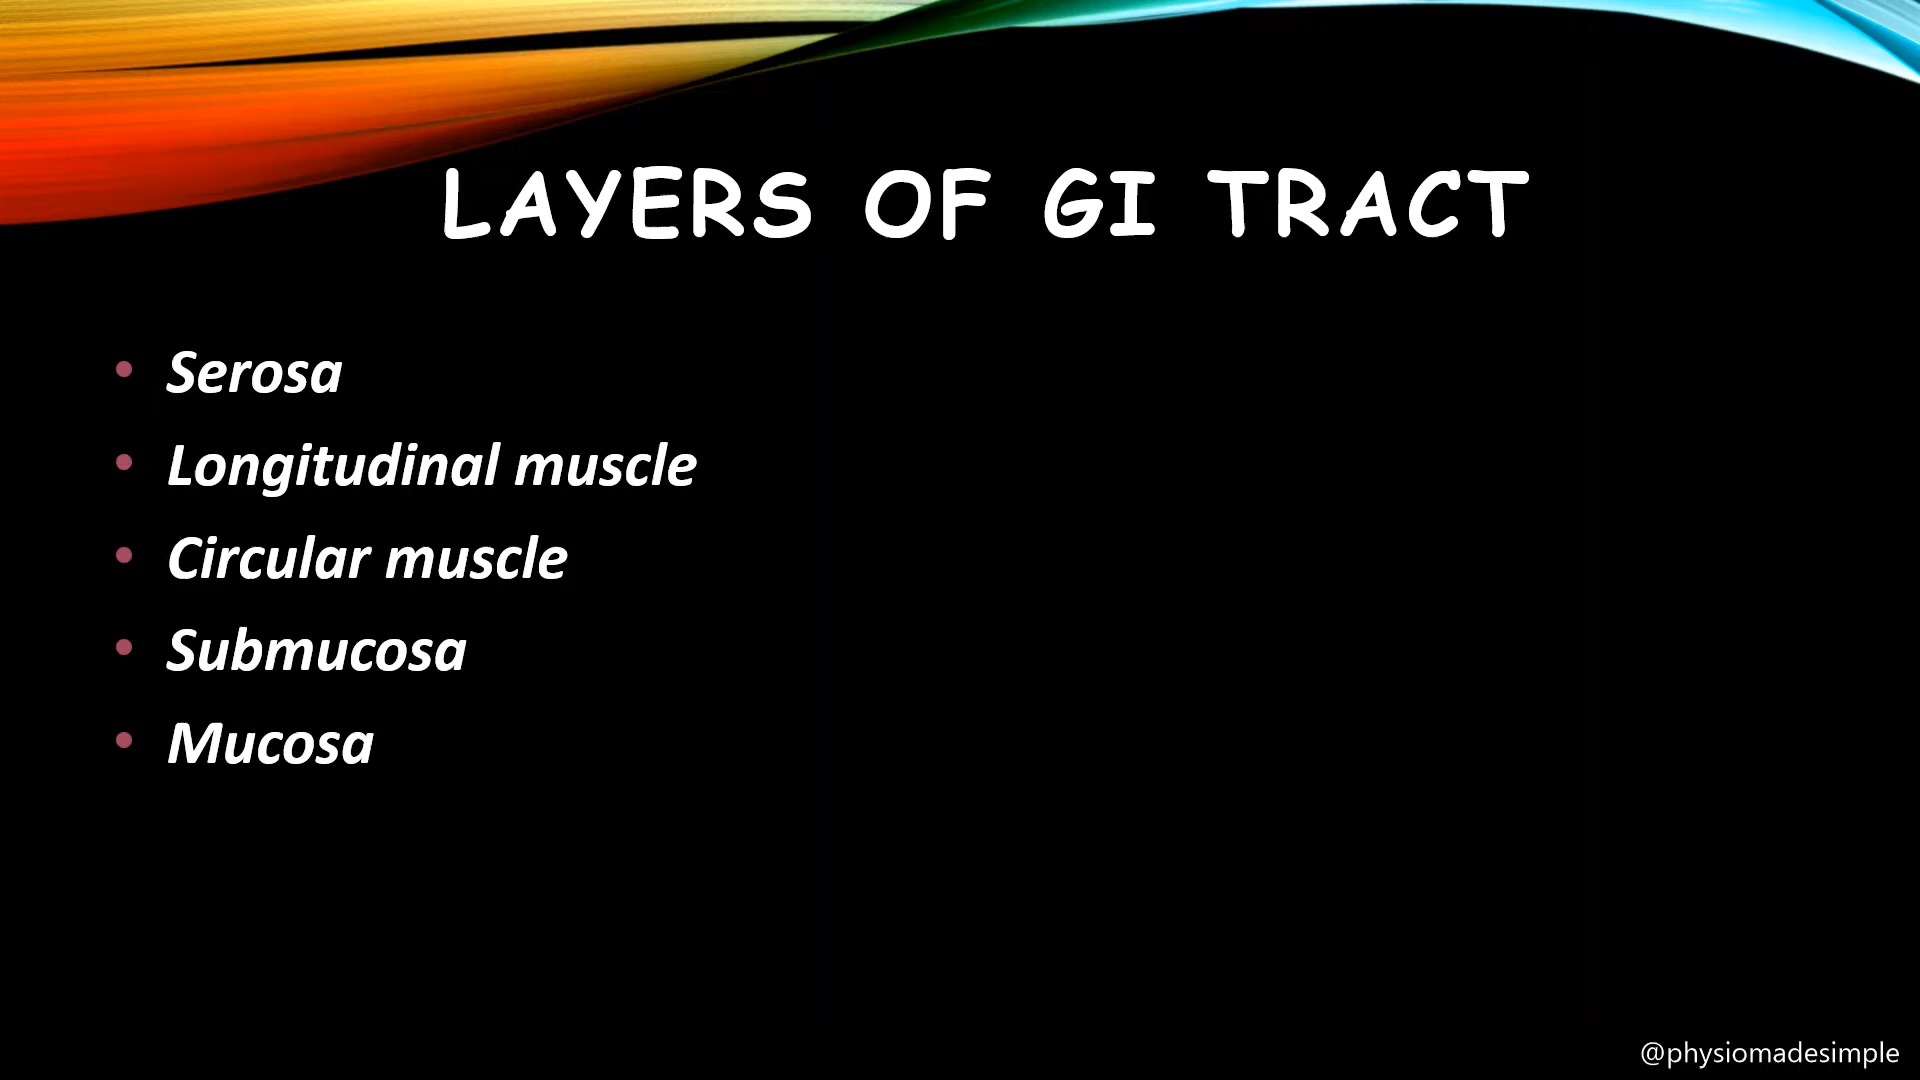 LAYERS OF GI TRACT
• Serosa
• Longitudinal muscle
• Circular muscle
• Submucosa
• Mucosa
@physiomadesimple